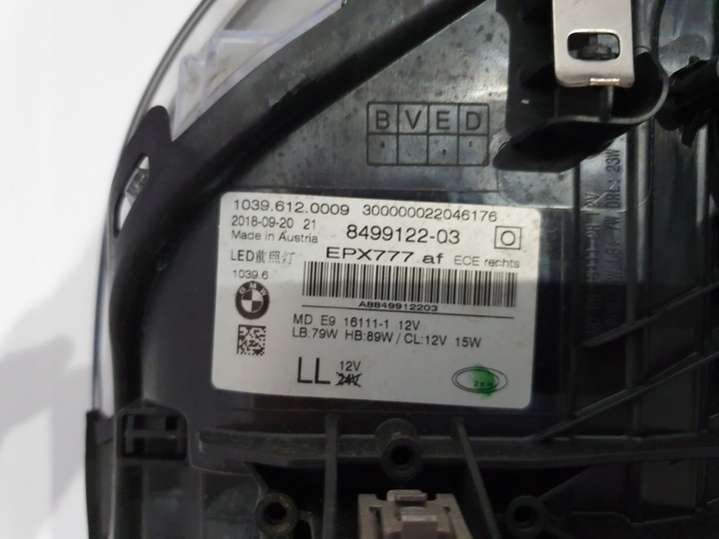 BVED
1039.612.0009 300000022046176
2018-09-20 21 8499122-03
Made in Austria
LED散照灯 EPX777 af ECE rechts
1039.6
BMW
A8849912203
MD E9 16111-1 12V
LB:79W HB:89W / CL:12V 15W
LL 12V
24V